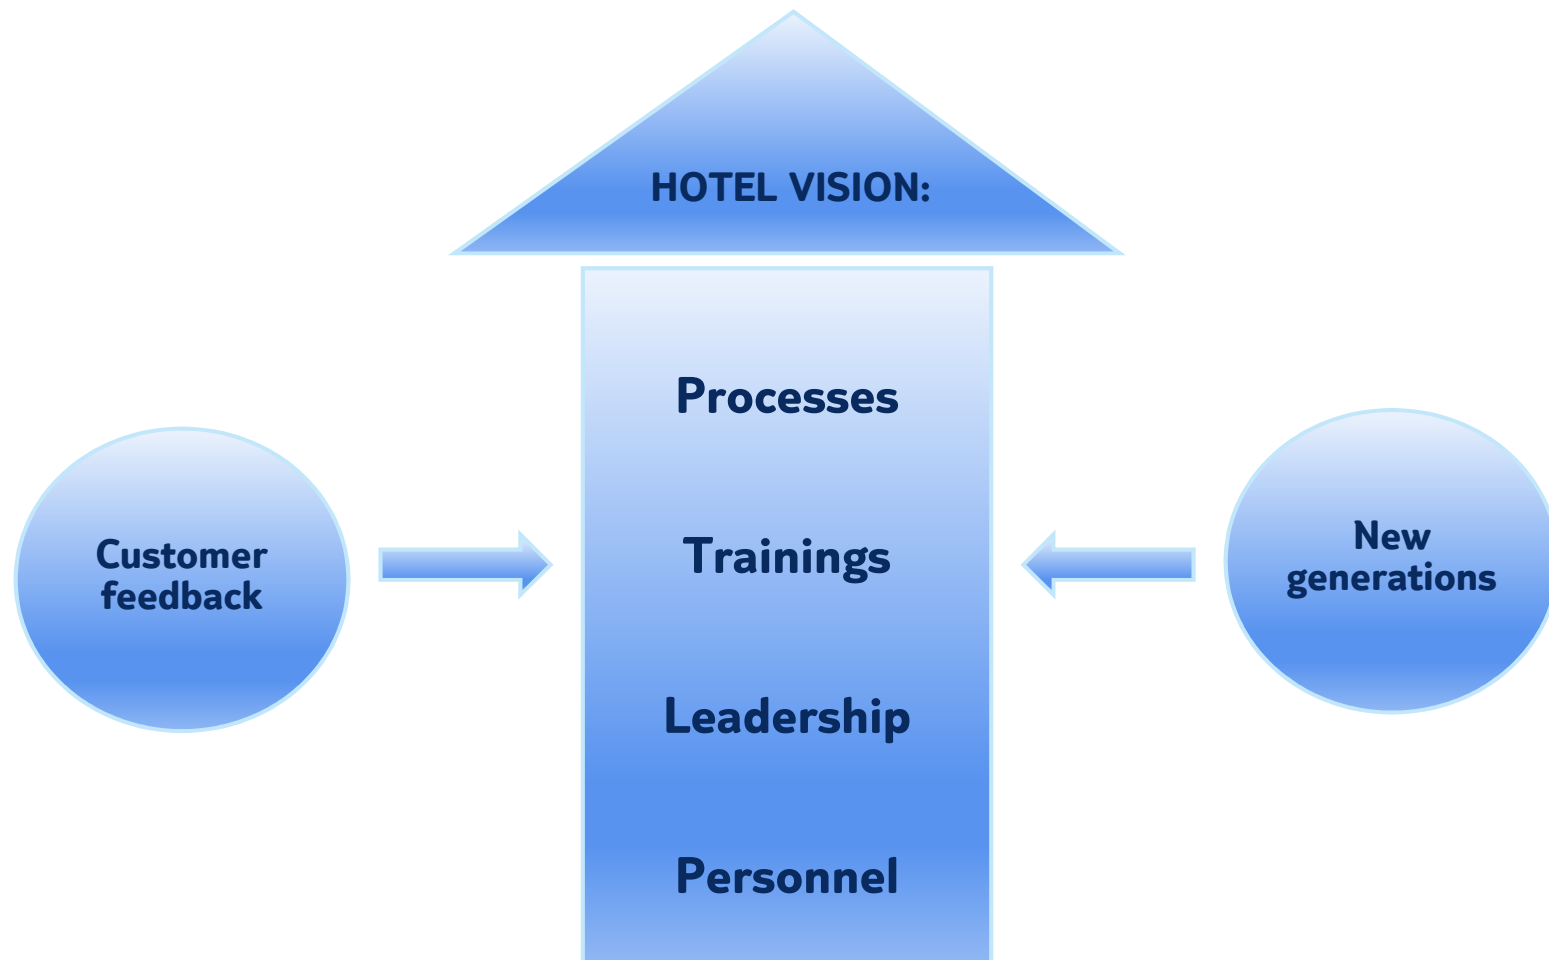 HOTEL VISION:
Processes
Trainings
Leadership
Personnel
Customer
feedback
New
generations